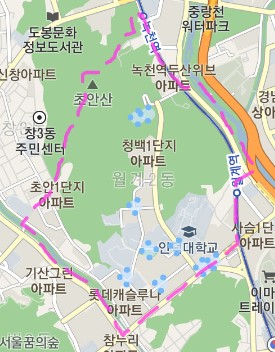 도봉문화
정보도서관
중랑천
워터파크
녹천역
신창아파트
녹천역두산위브
아파트
초안산
창3동
주민센터
청백1단지
아파트
월계2동
월계역
초안1단지
아파트
인덕대학교
사슴1단
아파트
기산그린
아파트
롯데캐슬루나
아파트
이마
트레이
서울꿈의숲
참누리
아파트